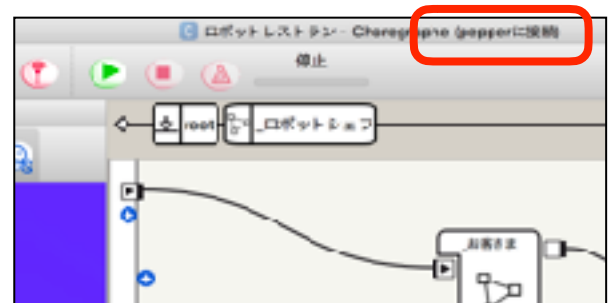 ロボットレストラン - Choregraphe (pepperに接続)
停止
root
_ロボットシェフ
_お客さま